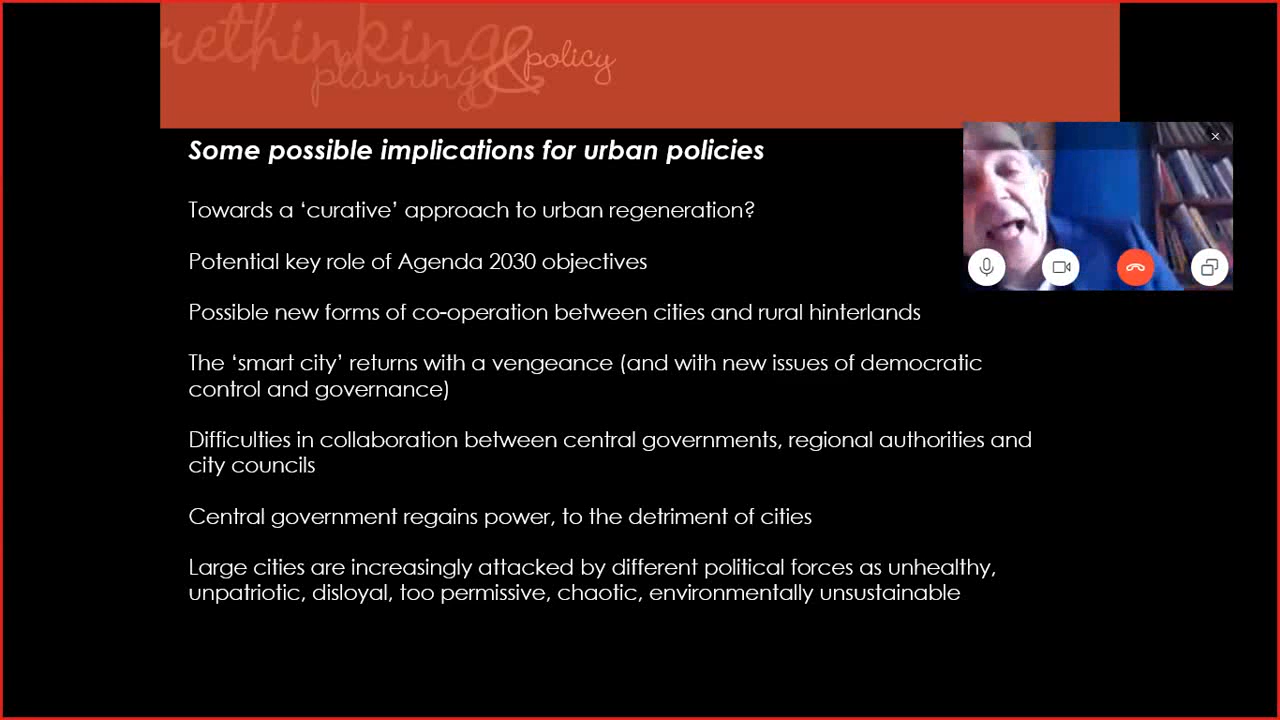 rethinking
planning & policy
Some possible implications for urban policies
Towards a ‘curative’ approach to urban regeneration?
Potential key role of Agenda 2030 objectives
Possible new forms of co-operation between cities and rural hinterlands
The ‘smart city’ returns with a vengeance (and with new issues of democratic
control and governance)
Difficulties in collaboration between central governments, regional authorities and
city councils
Central government regains power, to the detriment of cities
Large cities are increasingly attacked by different political forces as unhealthy,
unpatriotic, disloyal, too permissive, chaotic, environmentally unsustainable